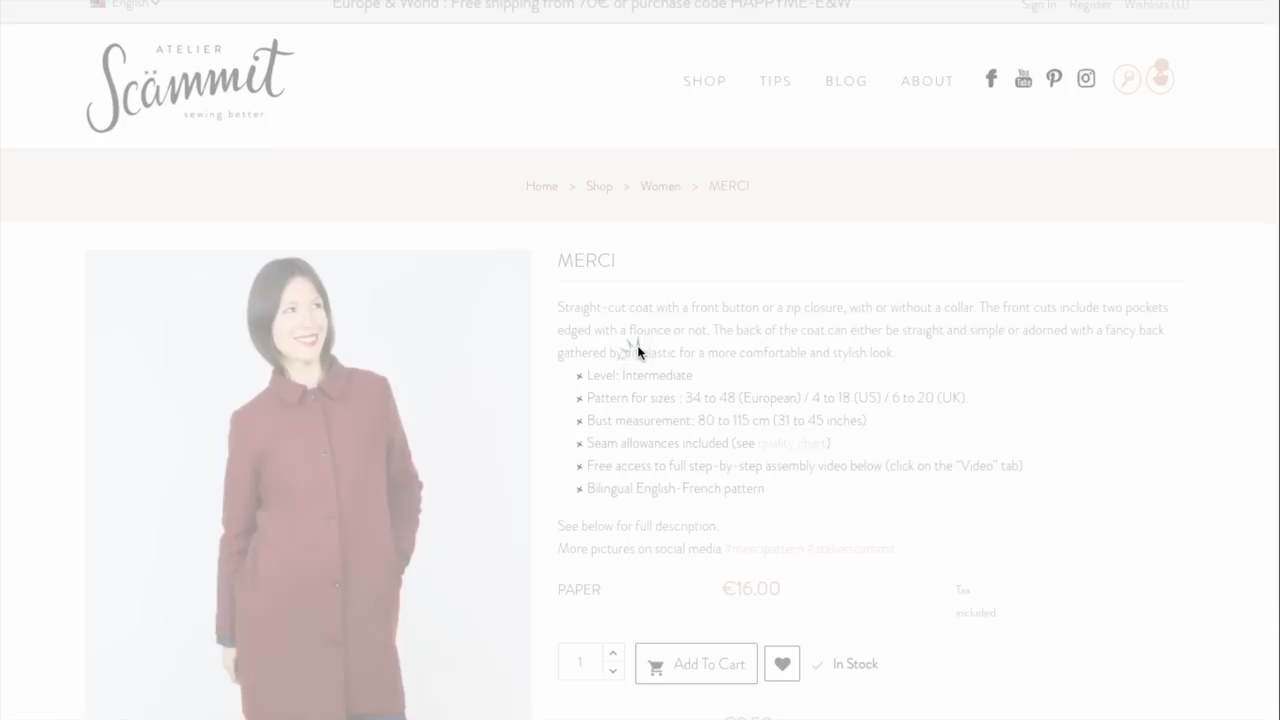 English
Europe & World : Free shipping from 70€ or purchase code HAPPYME-E&W
Sign In Register Wishlists (0)
ATELIER
Scämmit
sewing better
SHOP TIPS BLOG ABOUT
You Tube
Home > Shop > Women > MERCI
MERCI
Straight-cut coat with a front button or a zip closure, with or without a collar. The front cuts include two pockets
edged with a flounce or not. The back of the coat can either be straight and simple or adorned with a fancy back
gathered by elastic for a more comfortable and stylish look.
Level: Intermediate
Pattern for sizes : 34 to 48 (European) / 4 to 18 (US) / 6 to 20 (UK).
Bust measurement: 80 to 115 cm (31 to 45 inches)
Seam allowances included (see quality chart)
Free access to full step-by-step assembly video below (click on the "Video" tab)
Bilingual English-French pattern
See below for full description.
More pictures on social media #mercipattern #atelierscammit
PAPER €16.00 Tax
included
1 Add To Cart In Stock